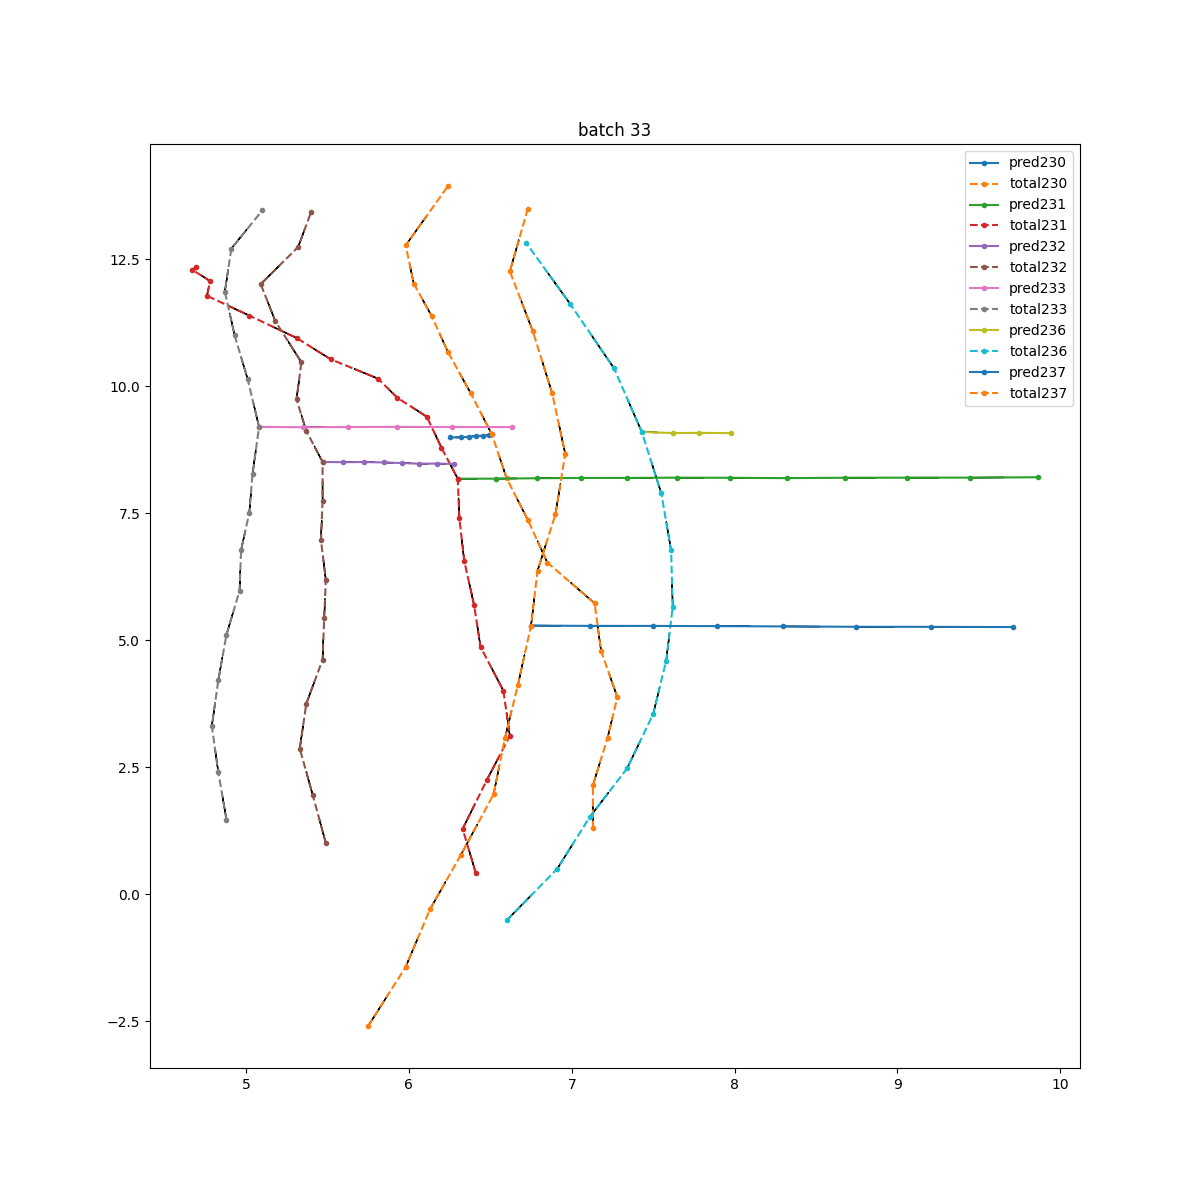 batch 33
pred230
total230
pred231
total231
pred232
total232
pred233
total233
pred236
total236
pred237
total237
12.5
10.0
7.5
5.0
2.5
0.0
−2.5
5 6 7 8 9 10